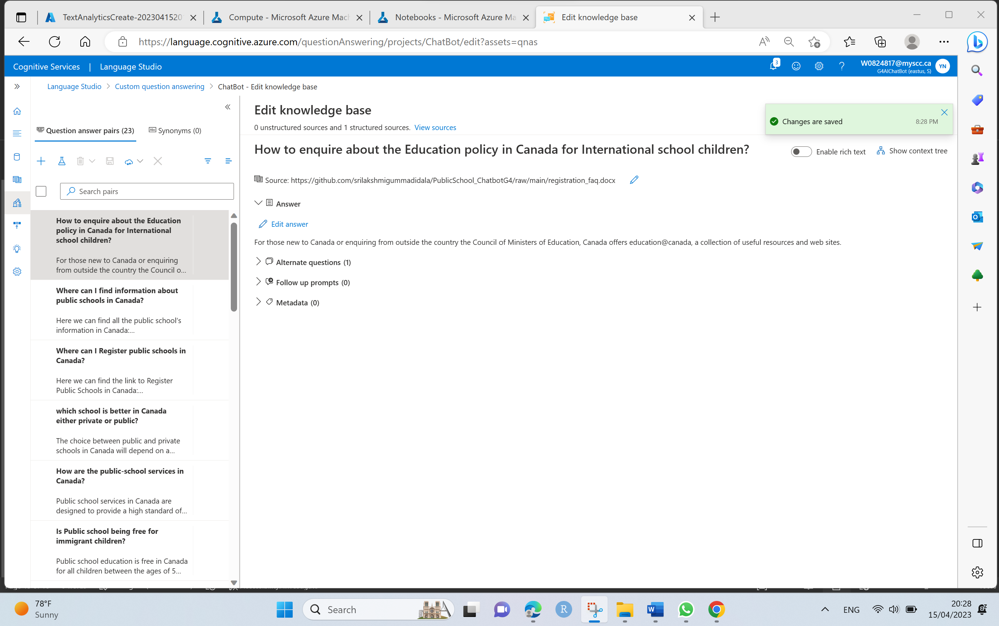 TextAnalyticsCreate-2023041520
Compute - Microsoft Azure Mach
Notebooks - Microsoft Azure Ma
Edit knowledge base
https://language.cognitive.azure.com/questionAnswering/projects/ChatBot/edit?assets=qnas
Cognitive Services | Language Studio
3
W0824817@myscc.ca
G4AIChatBot (eastus, S)
YN
Language Studio > Custom question answering > ChatBot - Edit knowledge base
Question answer pairs (23)
Abc Synonyms (0)
Search pairs
How to enquire about the Education
policy in Canada for International
school children?
For those new to Canada or enquiring
from outside the country the Council o...
Where can I find information about
public schools in Canada?
Here we can find all the public school's
information in Canada:...
Where can I Register public schools in
Canada?
Here we can find the link to Register
Public Schools in Canada:...
which school is better in Canada
either private or public?
The choice between public and private
schools in Canada will depend on a...
How are the public-school services in
Canada?
Public school services in Canada are
designed to provide a high standard of...
Is Public school being free for
immigrant children?
Public school education is free in Canada
for all children between the ages of 5...
Edit knowledge base
0 unstructured sources and 1 structured sources. View sources
Changes are saved 8:28 PM
How to enquire about the Education policy in Canada for International school children?
Enable rich text
Show context tree
Source: https://github.com/srilakshmigummadidala/PublicSchool_ChatbotG4/raw/main/registration_faq.docx
Answer
Edit answer
For those new to Canada or enquiring from outside the country the Council of Ministers of Education, Canada offers education@canada, a collection of useful resources and web sites.
Alternate questions (1)
Follow up prompts (0)
Metadata (0)
78°F
Sunny
Search
ENG
20:28
15/04/2023